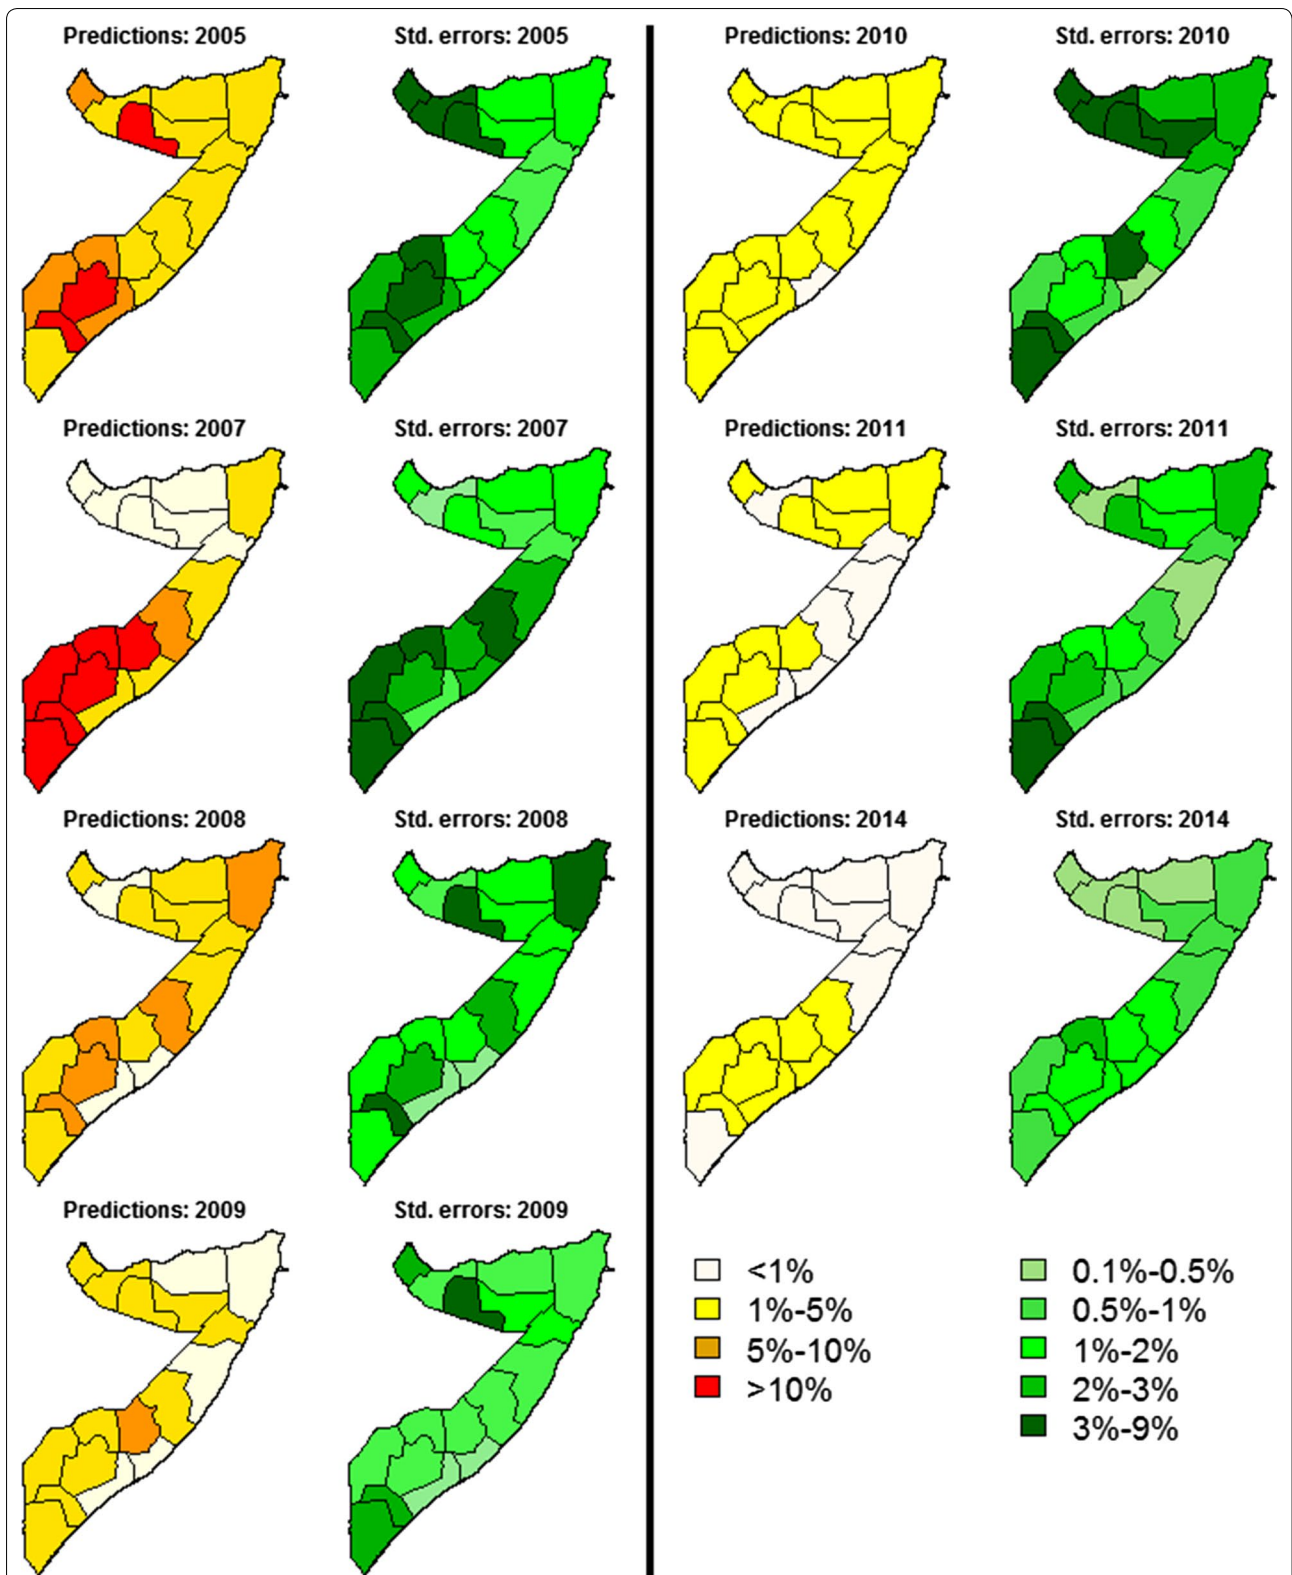 Predictions: 2005
Std. errors: 2005
Predictions: 2010
Std. errors: 2010
Predictions: 2007
Std. errors: 2007
Predictions: 2011
Std. errors: 2011
Predictions: 2008
Std. errors: 2008
Predictions: 2014
Std. errors: 2014
Predictions: 2009
Std. errors: 2009
<1%
1%-5%
5%-10%
>10%
0.1%-0.5%
0.5%-1%
1%-2%
2%-3%
3%-9%